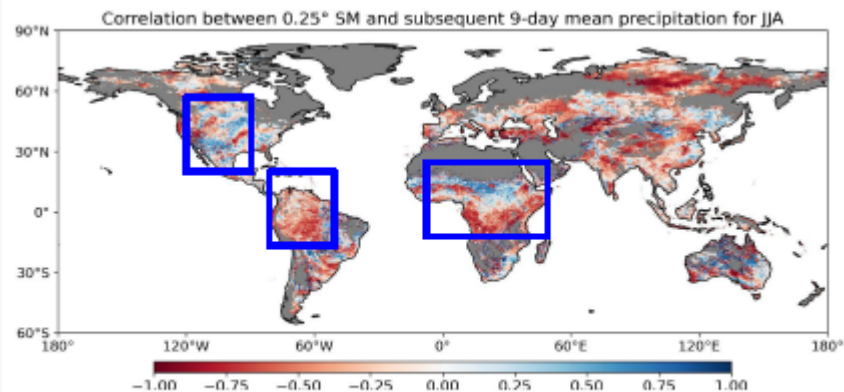 Correlation between 0.25° SM and subsequent 9-day mean precipitation for JJA
90°N
60°N
30°N
0°
30°S
60°S
180° 120°W 60°W 0° 60°E 120°E 180°
−1.00 −0.75 −0.50 −0.25 0.00 0.25 0.50 0.75 1.00